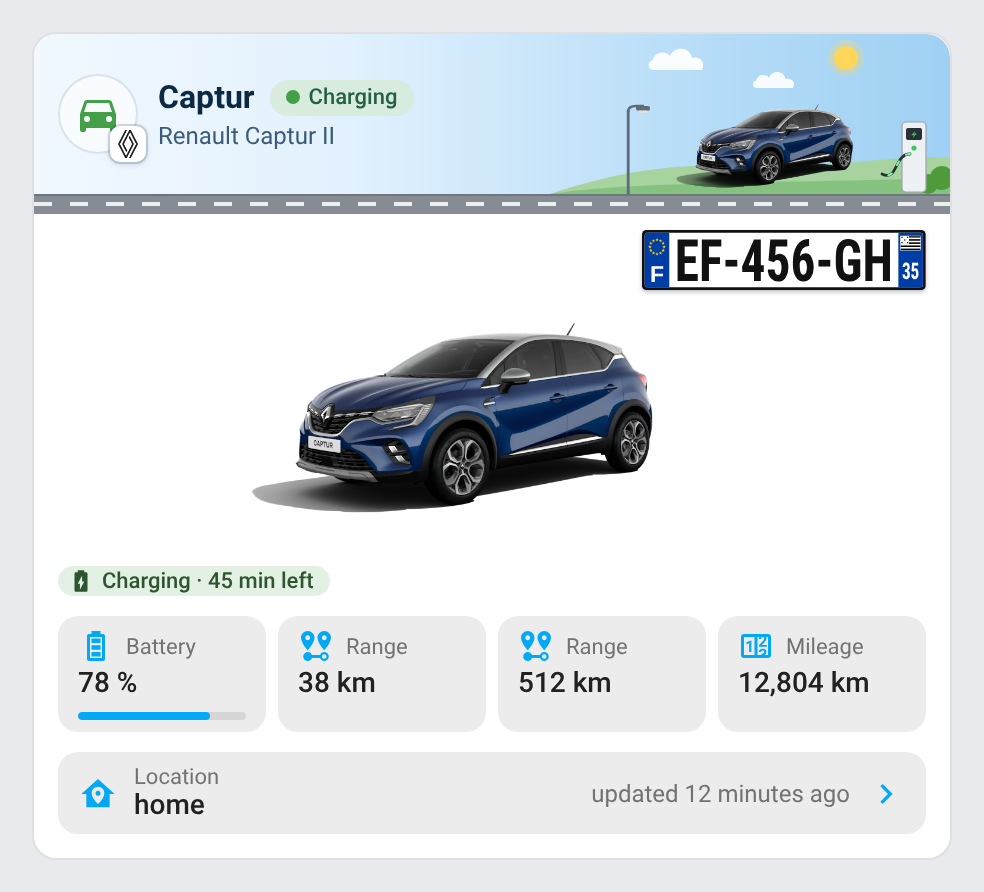 Captur
Charging
Renault Captur II
F
EF-456-GH
35
CAPTUR
Charging · 45 min left
Battery
78 %
Range
38 km
Range
512 km
Mileage
12,804 km
Location
home
updated 12 minutes ago